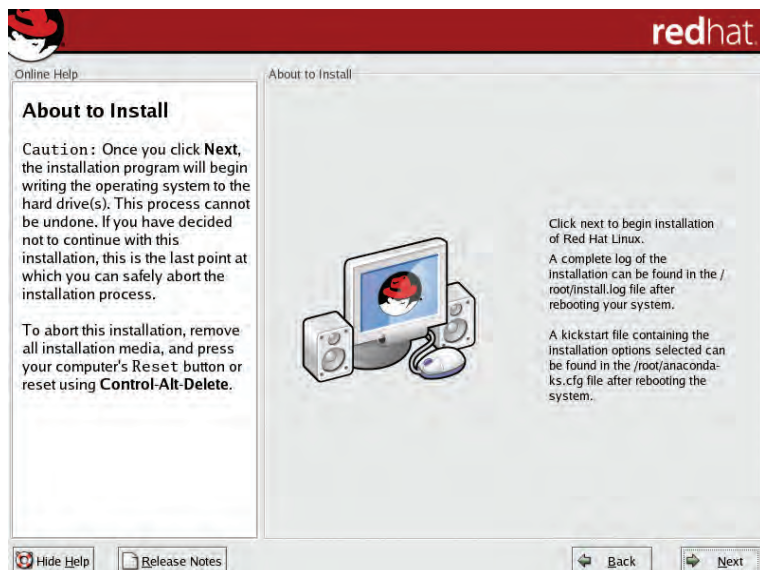 redhat.
Online Help
About to Install
Caution: Once you click Next,
the installation program will begin
writing the operating system to the
hard drive(s). This process cannot
be undone. If you have decided
not to continue with this
installation, this is the last point at
which you can safely abort the
installation process.
To abort this installation, remove
all installation media, and press
your computer's Reset button or
reset using Control-Alt-Delete.
About to Install
Click next to begin installation
of Red Hat Linux.
A complete log of the
installation can be found in the /
root/install.log file after
rebooting your system.
A kickstart file containing the
installation options selected can
be found in the /root/anaconda-
ks.cfg file after rebooting the
system.
Hide Help
Release Notes
Back
Next